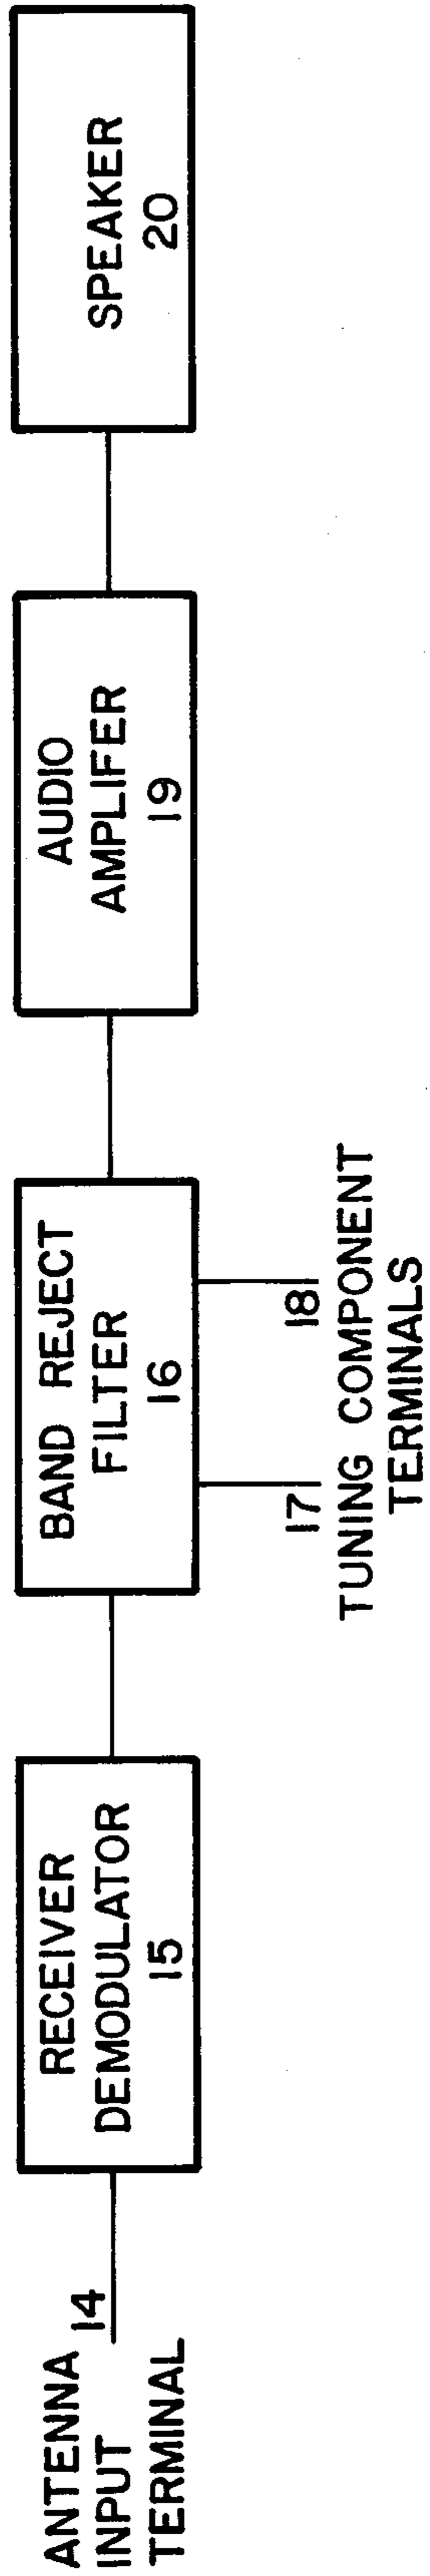 ANTENNA
INPUT
TERMINAL
14
RECEIVER
DEMODULATOR
15
BAND REJECT
FILTER
16
17
18
TUNING COMPONENT
TERMINALS
AUDIO
AMPLIFER
19
SPEAKER
20